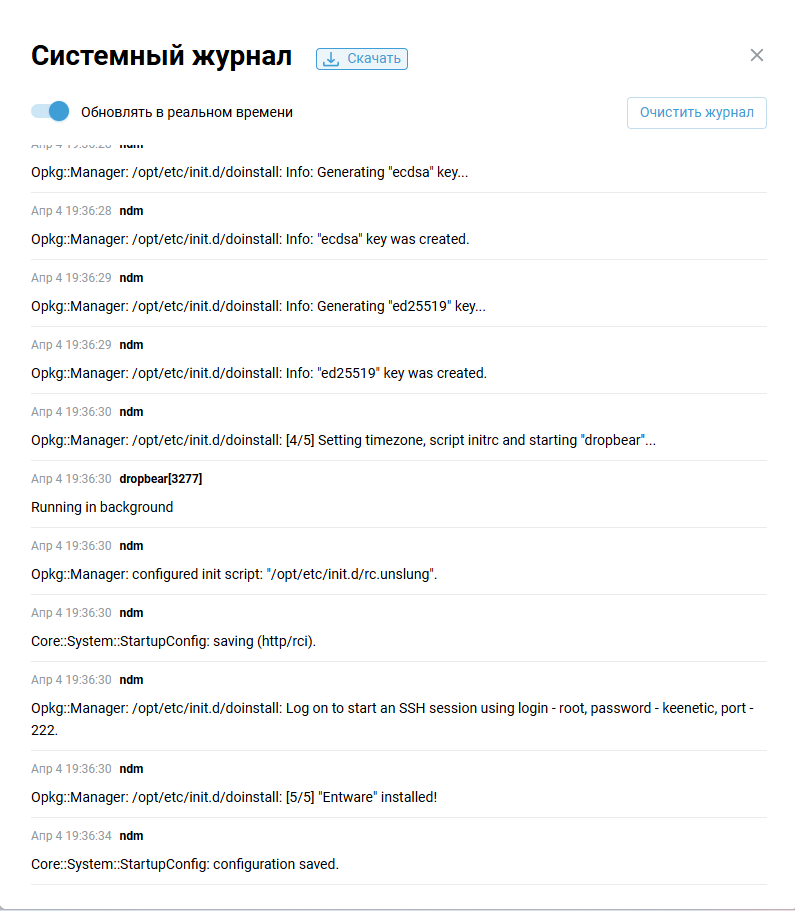 Системный журнал
Скачать
Обновлять в реальном времени
Очистить журнал
Апр 4 19:36:28 ndm
Opkg::Manager: /opt/etc/init.d/doinstall: Info: Generating "ecdsa" key...
Апр 4 19:36:28 ndm
Opkg::Manager: /opt/etc/init.d/doinstall: Info: "ecdsa" key was created.
Апр 4 19:36:29 ndm
Opkg::Manager: /opt/etc/init.d/doinstall: Info: Generating "ed25519" key...
Апр 4 19:36:29 ndm
Opkg::Manager: /opt/etc/init.d/doinstall: Info: "ed25519" key was created.
Апр 4 19:36:30 ndm
Opkg::Manager: /opt/etc/init.d/doinstall: [4/5] Setting timezone, script initrc and starting "dropbear"...
Апр 4 19:36:30 dropbear[3277]
Running in background
Апр 4 19:36:30 ndm
Opkg::Manager: configured init script: "/opt/etc/init.d/rc.unslung".
Апр 4 19:36:30 ndm
Core::System::StartupConfig: saving (http/rci).
Апр 4 19:36:30 ndm
Opkg::Manager: /opt/etc/init.d/doinstall: Log on to start an SSH session using login - root, password - keenetic, port -
222.
Апр 4 19:36:30 ndm
Opkg::Manager: /opt/etc/init.d/doinstall: [5/5] "Entware" installed!
Апр 4 19:36:34 ndm
Core::System::StartupConfig: configuration saved.